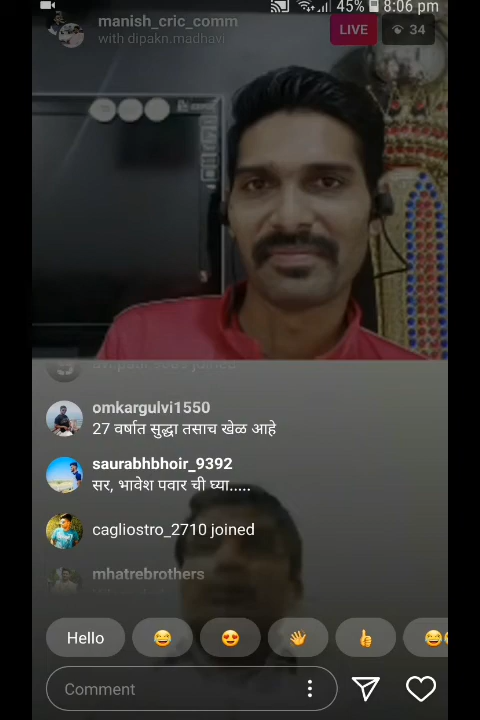 45% 8:06 pm
manish_cric_comm
with dipakn.madhavi
LIVE
34
joined
omkargulvi1550
27 वर्षात सुद्धा तसाच खेळ आहे
saurabhbhoir_9392
सर, भावेश पवार ची घ्या.....
cagliostro_2710 joined
mhatrebrothers
Hello
Comment